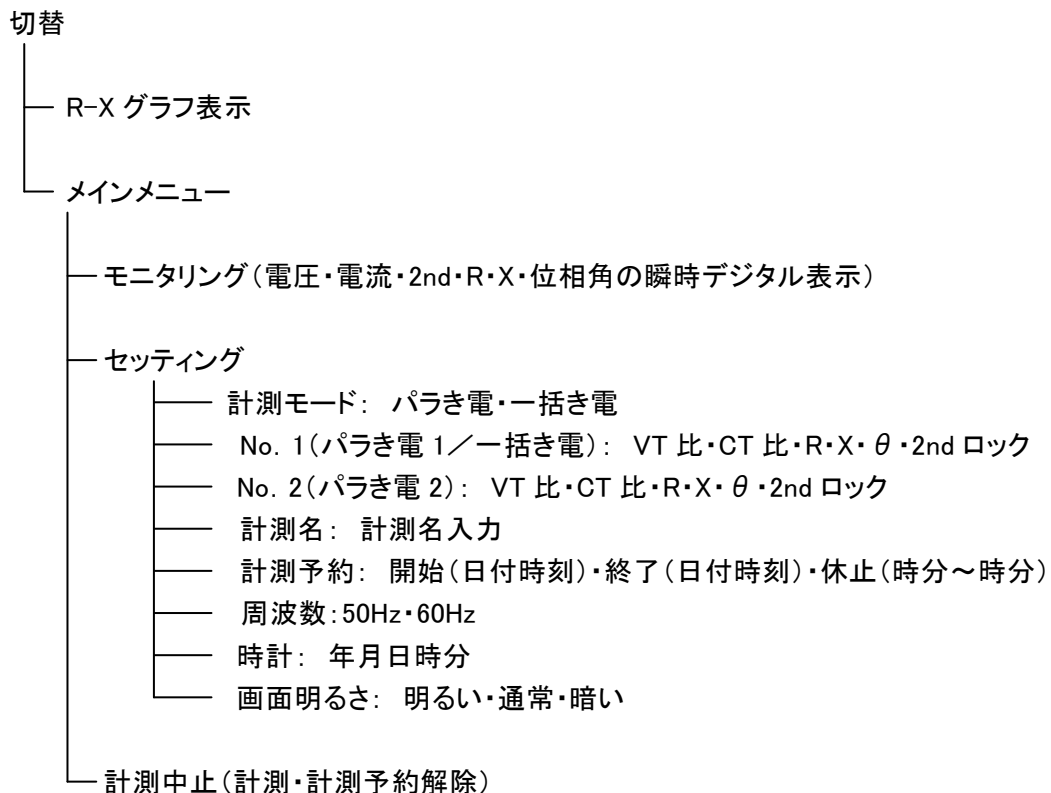 切替
R-X グラフ表示
メインメニュー
モニタリング(電圧・電流・2nd・R・X・位相角の瞬時デジタル表示)
セッティング
計測モード: パラき電・一括き電
No. 1(パラき電 1/一括き電): VT 比・CT 比・R・X・θ・2nd ロック
No. 2(パラき電 2): VT 比・CT 比・R・X・θ・2nd ロック
計測名: 計測名入力
計測予約: 開始(日付時刻)・終了(日付時刻)・休止(時分~時分)
周波数:50Hz・60Hz
時計: 年月日時分
画面明るさ: 明るい・通常・暗い
計測中止(計測・計測予約解除)